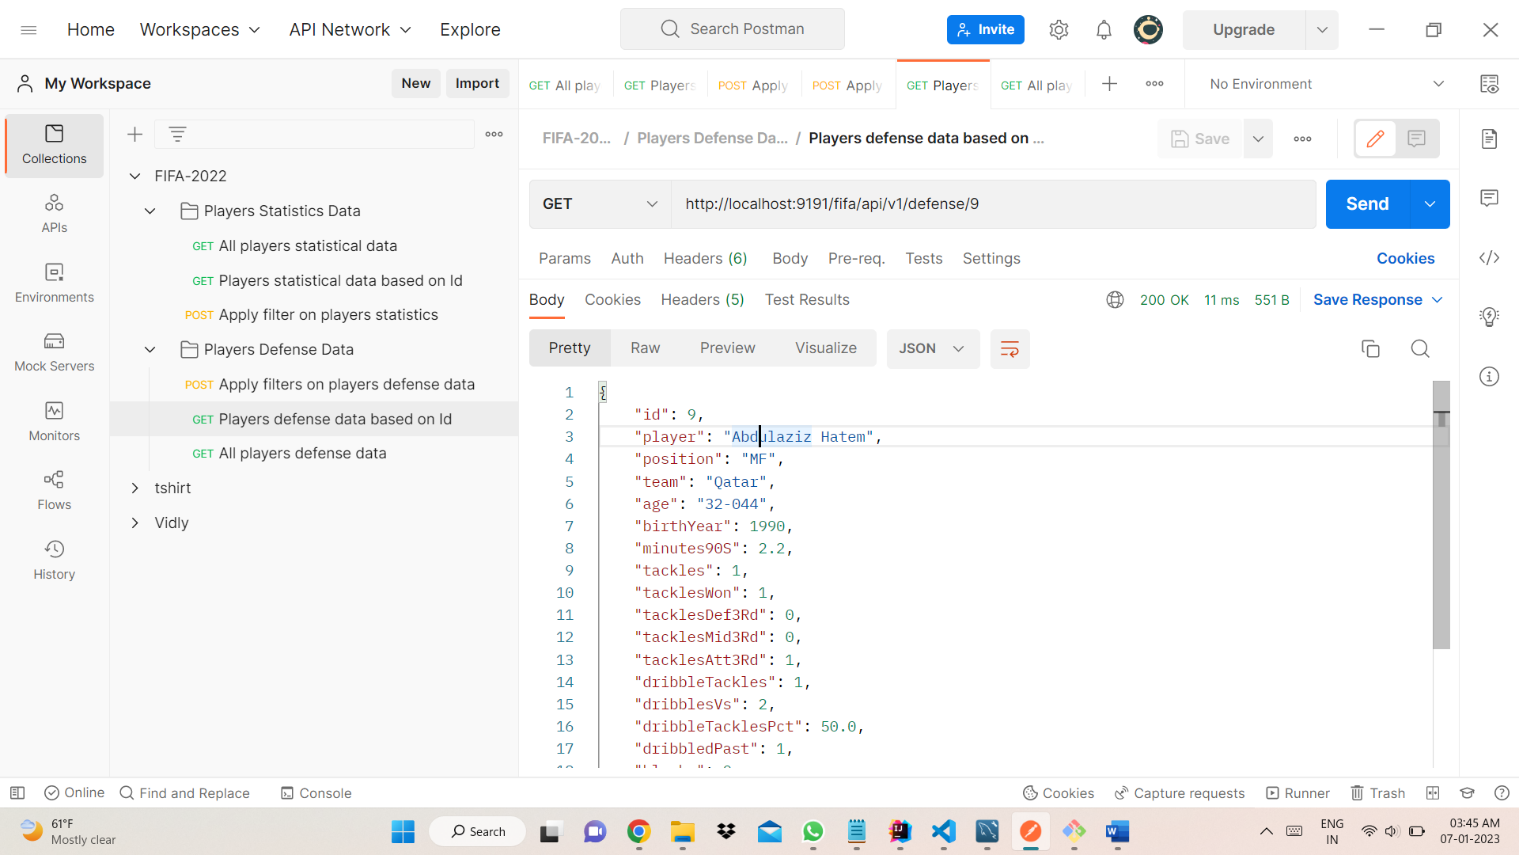 Home Workspaces API Network Explore Search Postman Invite Upgrade
My Workspace New Import GET All play GET Players POST Apply POST Apply GET Players GET All play No Environment
FIFA-20... / Players Defense Da... / Players defense data based on ... Save
Collections
APIs
Environments
Mock Servers
Monitors
Flows
History
FIFA-2022
Players Statistics Data
GET All players statistical data
GET Players statistical data based on Id
POST Apply filter on players statistics
Players Defense Data
POST Apply filters on players defense data
GET Players defense data based on Id
GET All players defense data
tshirt
Vidly
GET http://localhost:9191/fifa/api/v1/defense/9 Send
Params Auth Headers (6) Body Pre-req. Tests Settings Cookies
Body Cookies Headers (5) Test Results 200 OK 11 ms 551 B Save Response
Pretty Raw Preview Visualize JSON
1 {
2 "id": 9,
3 "player": "Abdulaziz Hatem",
4 "position": "MF",
5 "team": "Qatar",
6 "age": "32-044",
7 "birthYear": 1990,
8 "minutes90S": 2.2,
9 "tackles": 1,
10 "tacklesWon": 1,
11 "tacklesDef3Rd": 0,
12 "tacklesMid3Rd": 0,
13 "tacklesAtt3Rd": 1,
14 "dribbleTackles": 1,
15 "dribblesVs": 2,
16 "dribbleTacklesPct": 50.0,
17 "dribbledPast": 1,
Online Find and Replace Console Cookies Capture requests Runner Trash
61°F
Mostly clear
Search
ENG
IN
03:45 AM
07-01-2023